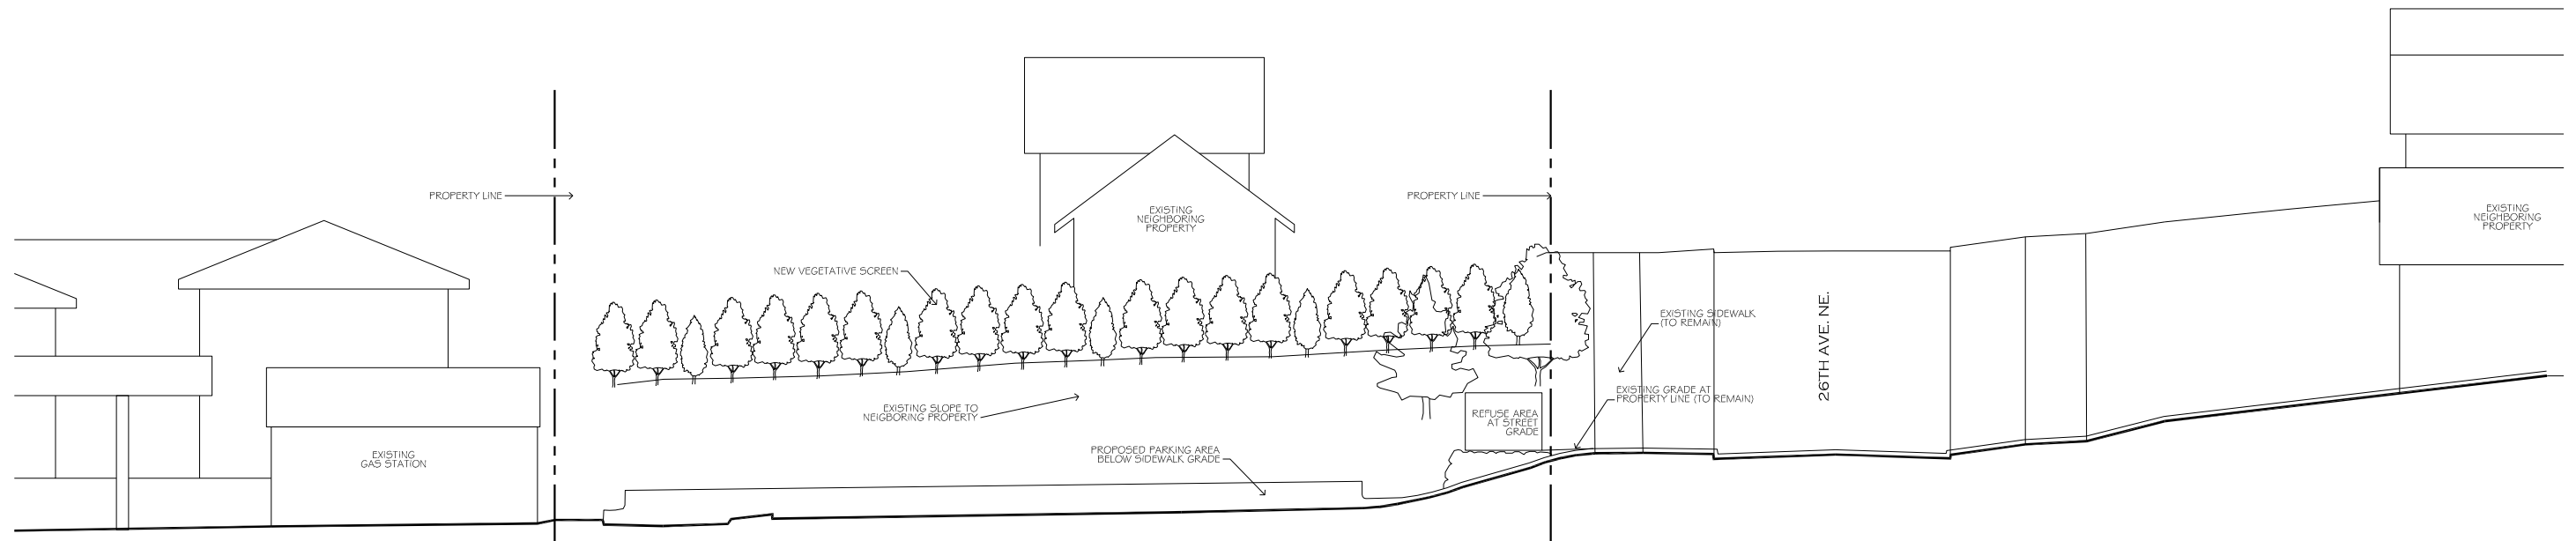 PROPERTY LINE
PROPERTY LINE
EXISTING
NEIGHBORING
PROPERTY
EXISTING
NEIGHBORING
PROPERTY
NEW VEGETATIVE SCREEN
EXISTING SIDEWALK
(TO REMAIN)
26TH AVE. NE.
EXISTING GRADE AT
PROPERTY LINE (TO REMAIN)
EXISTING SLOPE TO
NEIGBORING PROPERTY
REFUSE AREA
AT STREET
GRADE
EXISTING
GAS STATION
PROPOSED PARKING AREA
BELOW SIDEWALK GRADE